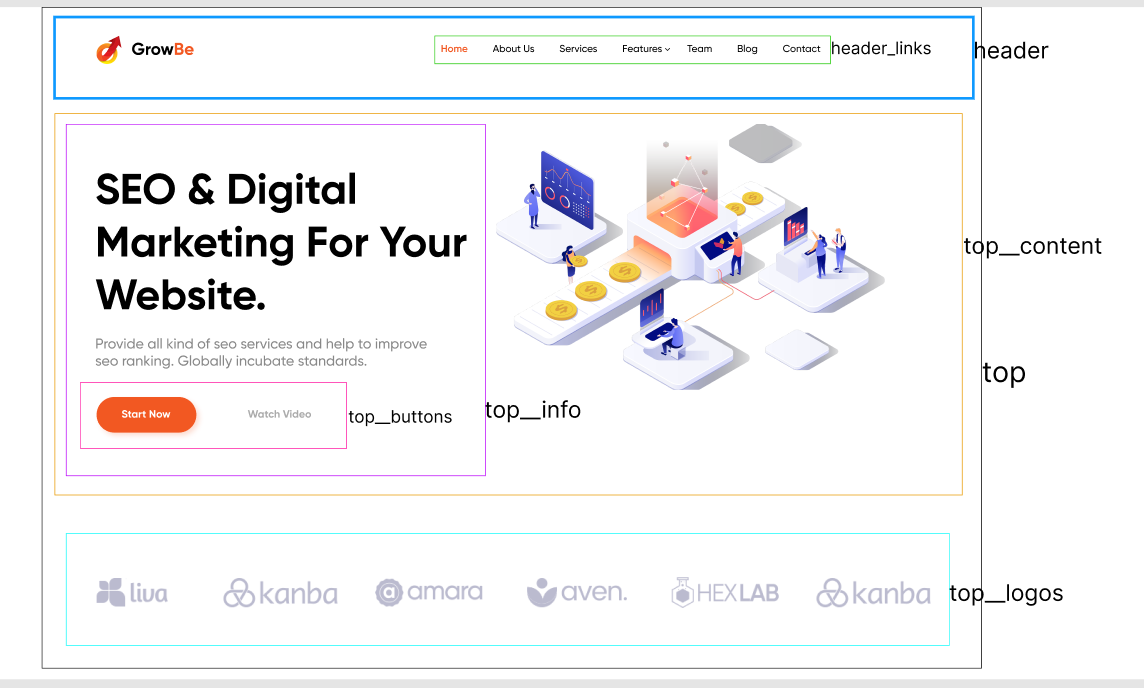 GrowBe
Home About Us Services Features Team Blog Contact
header_links
header
SEO & Digital
Marketing For Your
Website.
top__content
Provide all kind of seo services and help to improve
seo ranking. Globally incubate standards.
top
Start Now Watch Video
top__buttons
top__info
liva kanba amara aven. HEXLAB kanba
top__logos